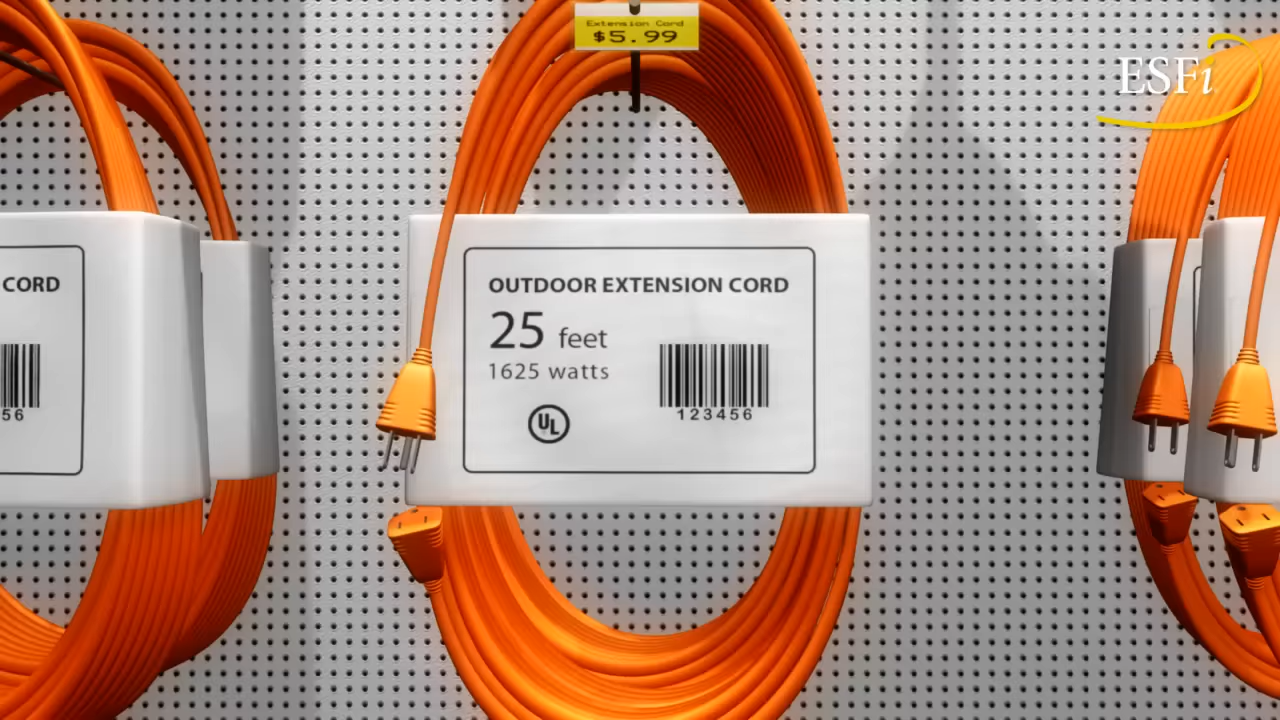 Extension Cord
$5.99
ESFi
CORD
56
OUTDOOR EXTENSION CORD
25 feet
1625 watts
UL
123456